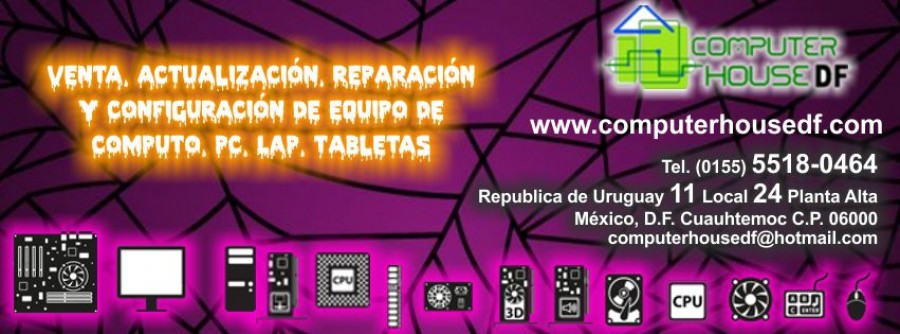 VENTA, ACTUALIZACIÓN, REPARACIÓN
Y CONFIGURACIÓN DE EQUIPO DE
COMPUTO, PC, LAP, TABLETAS
COMPUTER
HOUSE DF
www.computerhousedf.com
Tel. (0155) 5518-0464
Republica de Uruguay 11 Local 24 Planta Alta
México, D.F. Cuauhtemoc C.P. 06000
computerhousedf@hotmail.com
CPU
3D
CPU
A B C
ENTER